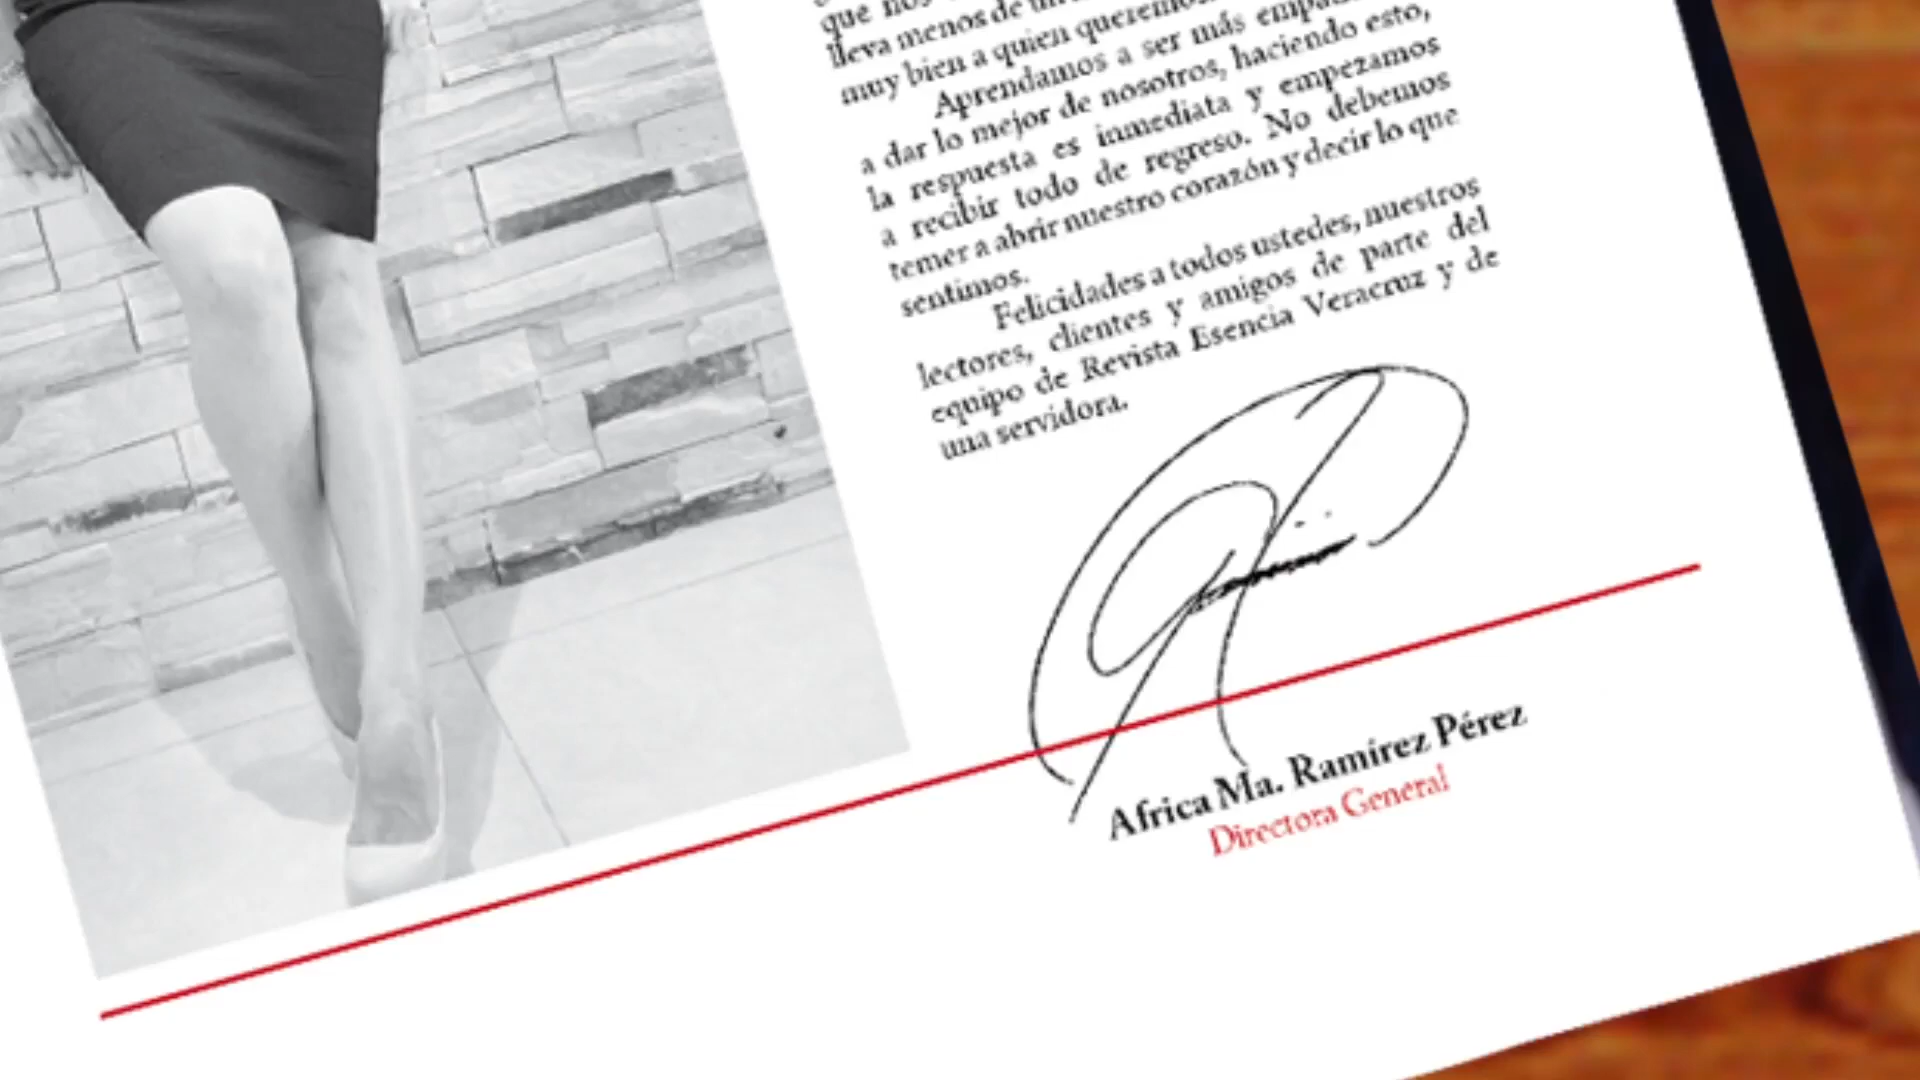 que nos
lleva menos de un
muy bien a quien queremos
Aprendamos a ser más
a dar lo mejor de nosotros, haciendo esto,
la respuesta es inmediata y empezamos
a recibir todo de regreso. No debemos
temer a abrir nuestro corazón y decir lo que
sentimos.
Felicidades a todos ustedes, nuestros
lectores, clientes y amigos de parte del
equipo de Revista Esencia Veracruz y de
una servidora.
Africa Ma. Ramírez Pérez
Directora General